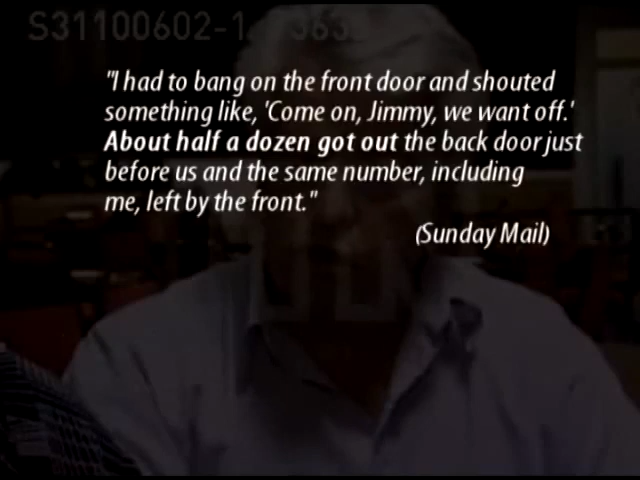 "I had to bang on the front door and shouted
something like, 'Come on, Jimmy, we want off.'
About half a dozen got out the back door just
before us and the same number, including
me, left by the front."
(Sunday Mail)